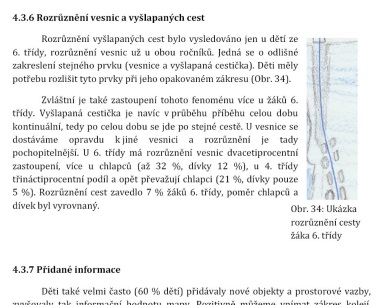 4.3.6 Rozrůznění vesnic a vyšlapaných cest
Rozrůznění vyšlapaných cest bylo vysledováno jen u dětí ze
6. třídy, rozrůznění vesnic už u obou ročníků. Jedná se o odlišné
zakreslení stejného prvku (vesnice a vyšlapaná cestička). Děti měly
potřebu rozlišit tyto prvky při jeho opakovaném zákresu (Obr. 34).
Zvláštní je také zastoupení tohoto fenoménu více u žáků 6.
třídy. Vyšlapaná cestička je navíc v průběhu příběhu celou dobu
kontinuální, tedy po celou dobu se jde po stejné cestě. U vesnice se
dostáváme opravdu k jiné vesnici a rozrůznění je tady
pochopitelnější. U 6. třídy má rozrůznění vesnic dvacetiprocentní
zastoupení, více u chlapců (až 32 %, dívky 12 %), u 4. třídy
třináctiprocentní podíl a opět převažují chlapci (21 %, dívky pouze
5 %). Rozrůznění cest zavedlo 7 % žáků 6. třídy, poměr chlapců a
dívek byl vyrovnaný.
Obr. 34: Ukázka
rozrůznění cesty
žáka 6. třídy
4.3.7 Přidané informace
Děti také velmi často (60 % dětí) přidávaly nové objekty a prostorové vazby,
zvyšovaly tak informační hodnotu mapy. Pozitivně můžeme vnímat zákres kolejí,